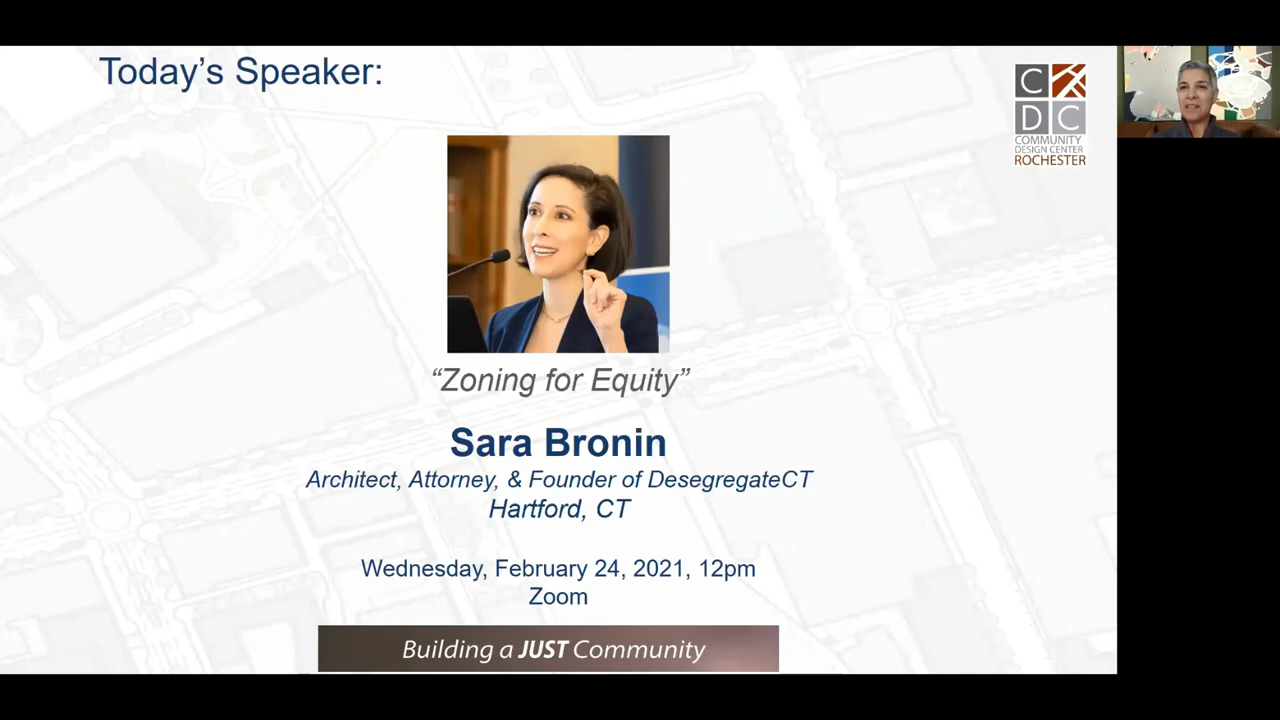 Today's Speaker:
C
D C
COMMUNITY
DESIGN CENTER
ROCHESTER
“Zoning for Equity”
Sara Bronin
Architect, Attorney, & Founder of DesegregateCT
Hartford, CT
Wednesday, February 24, 2021, 12pm
Zoom
Building a JUST Community